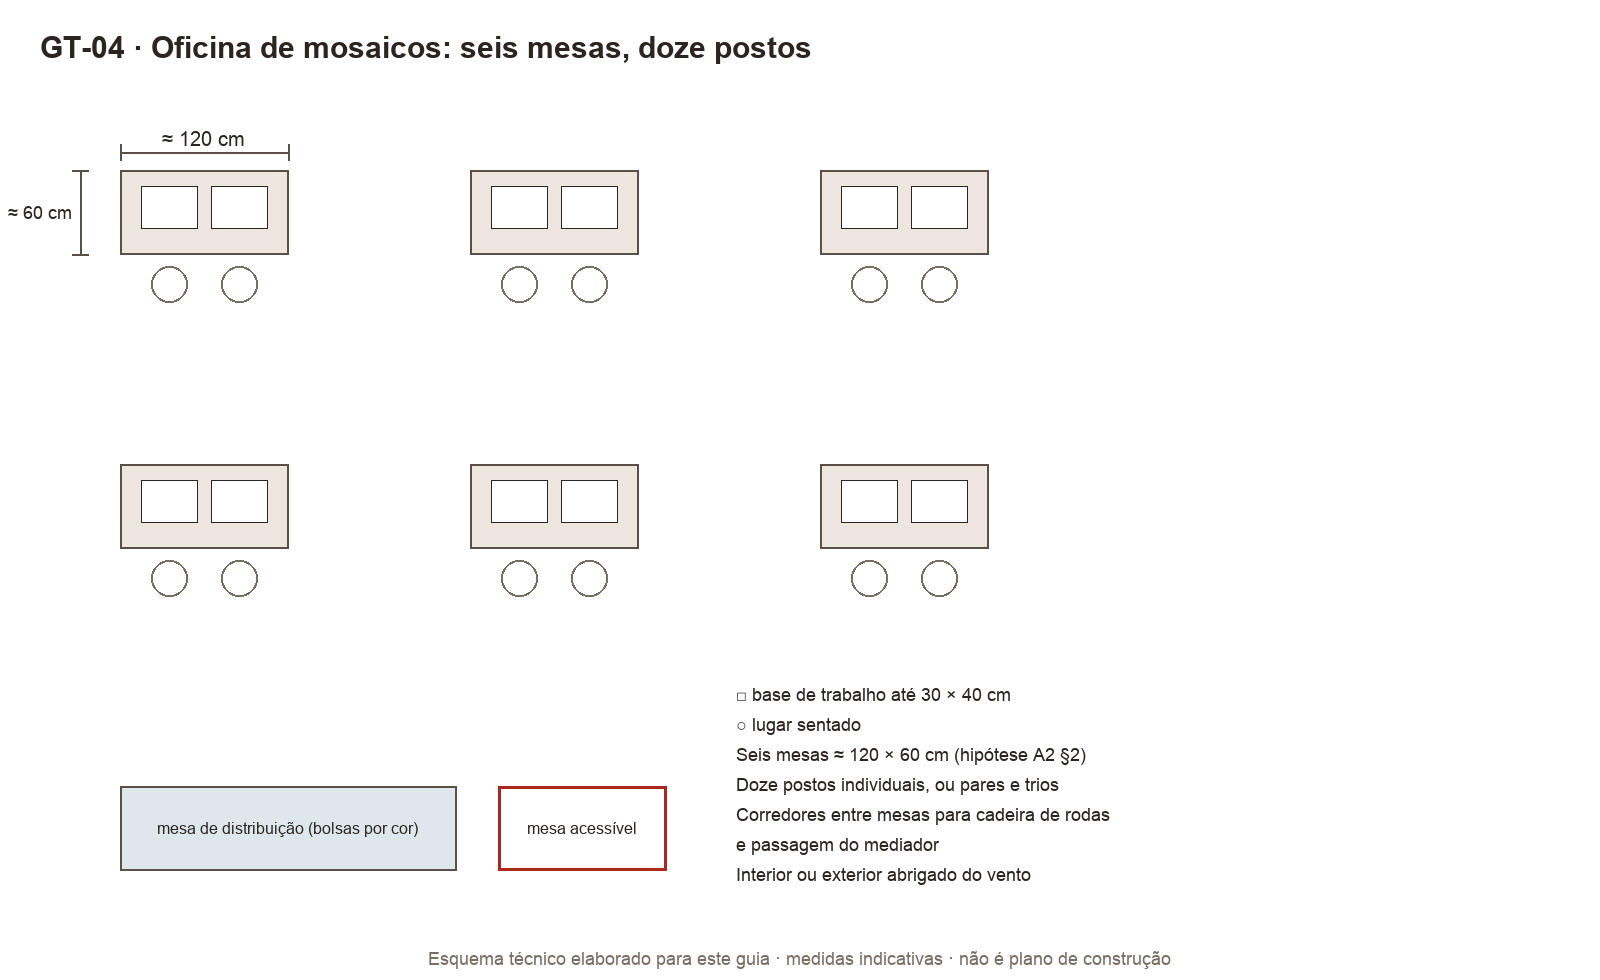 GT-04 · Oficina de mosaicos: seis mesas, doze postos
≈ 120 cm
≈ 60 cm
□ base de trabalho até 30 × 40 cm
○ lugar sentado
Seis mesas ≈ 120 × 60 cm (hipótese A2 §2)
Doze postos individuais, ou pares e trios
Corredores entre mesas para cadeira de rodas
e passagem do mediador
Interior ou exterior abrigado do vento
mesa de distribuição (bolsas por cor)
mesa acessível
Esquema técnico elaborado para este guia · medidas indicativas · não é plano de construção